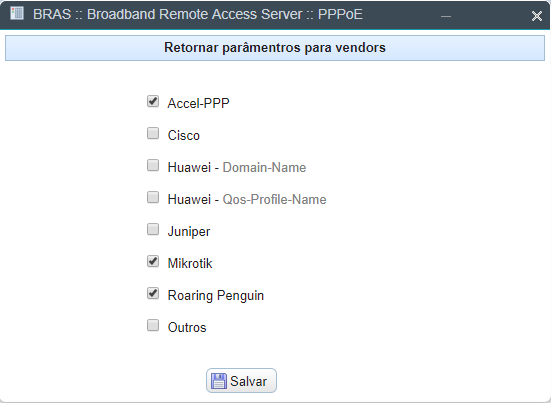 BRAS :: Broadband Remote Access Server :: PPPoE
Retornar parâmentros para vendors
Accel-PPP
Cisco
Huawei - Domain-Name
Huawei - Qos-Profile-Name
Juniper
Mikrotik
Roaring Penguin
Outros
Salvar